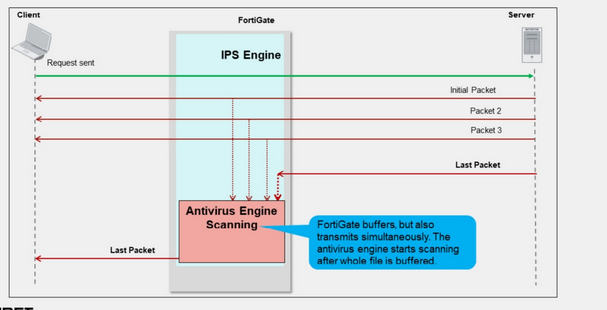 Client
FortiGate
Server
IPS Engine
Request sent
Initial Packet
Packet 2
Packet 3
Last Packet
Antivirus Engine
Scanning
FortiGate buffers, but also
transmits simultaneously. The
antivirus engine starts scanning
after whole file is buffered.
Last Packet